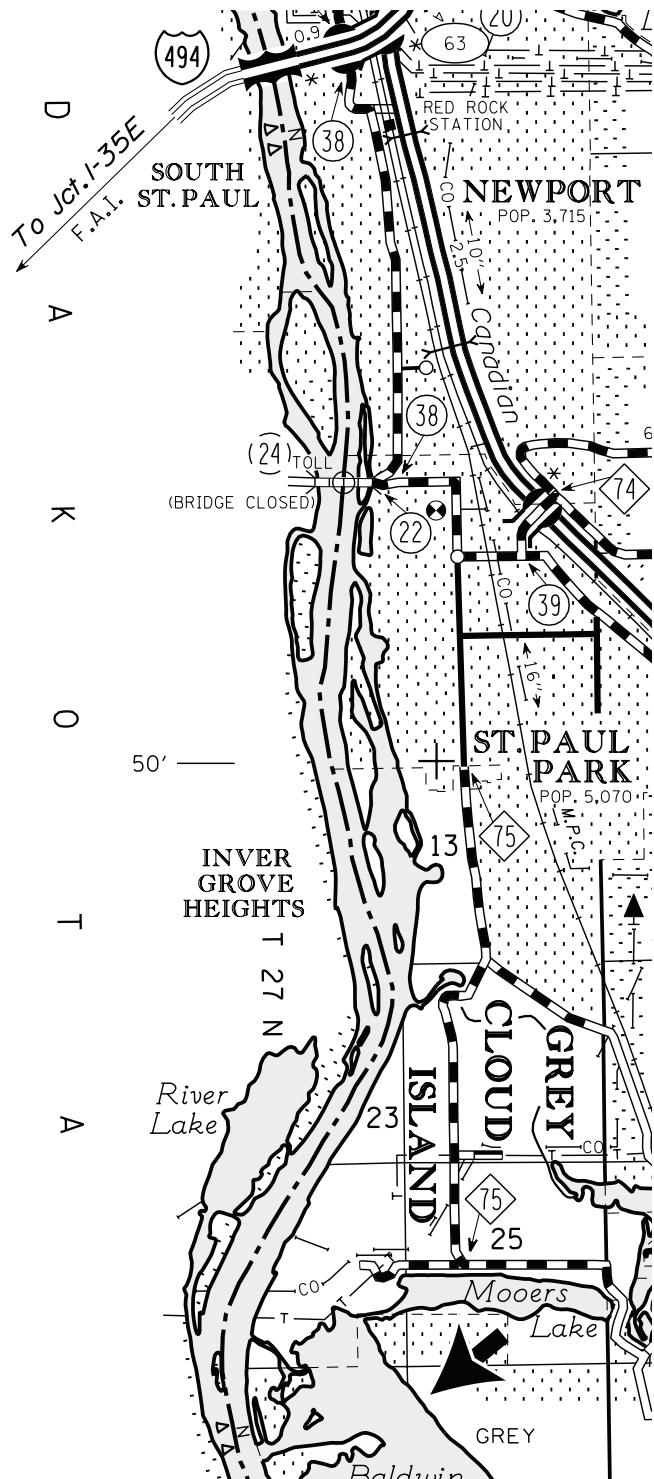 20
0.9
494
63
38
RED ROCK
STATION
To Jct. I-35E
F.A.I.
SOUTH
ST. PAUL
N
NEWPORT
POP. 3,715
CO
2.5
10"
Canadian
38
(24)
TOLL
(BRIDGE CLOSED)
22
6
74
CO
39
16"
ST. PAUL
PARK
POP. 5,070
50'
75
M.P.C.
13
INVER
GROVE
HEIGHTS
T 27 N
DAKOTA
GREY
CLOUD
ISLAND
River
Lake
23
CO
T
T
75
25
T
CO
T
T
Mooers
Lake
GREY
N
Baldwin